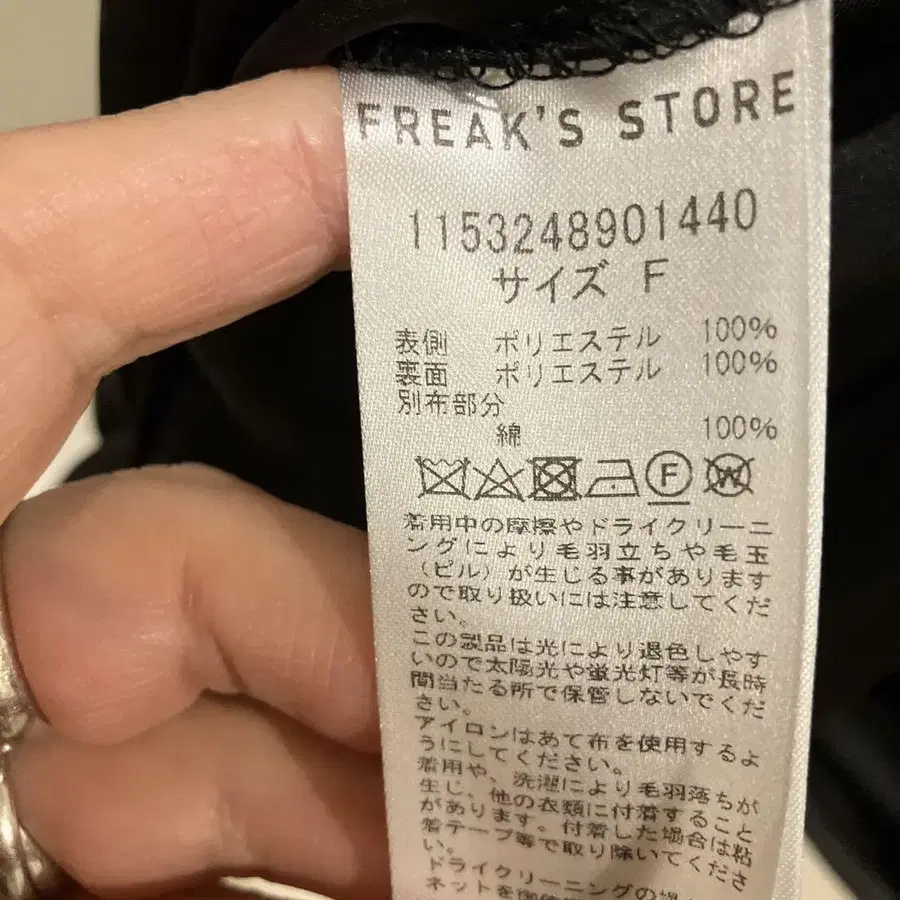 FREAK'S STORE
1153248901440
サイズ F
表側 ポリエステル 100%
裏面 ポリエステル 100%
別布部分
綿 100%
F W
着用中の摩擦やドライクリーニ
ングにより毛羽立ちや毛玉
（ピル）が生じる事があります
ので取り扱いには注意してくだ
さい。
この製品は光により退色しやす
いので太陽光や蛍光灯等が長時
間当たる所で保管しないでくだ
さい。
アイロンはあて布を使用するよ
うにしてください。
着用や、洗濯により毛羽落ちが
生じ、他の衣類に付着すること
があります。付着した場合は粘
着テープ等で取り除いてくださ
い。
ドライクリーニングの
ネットを